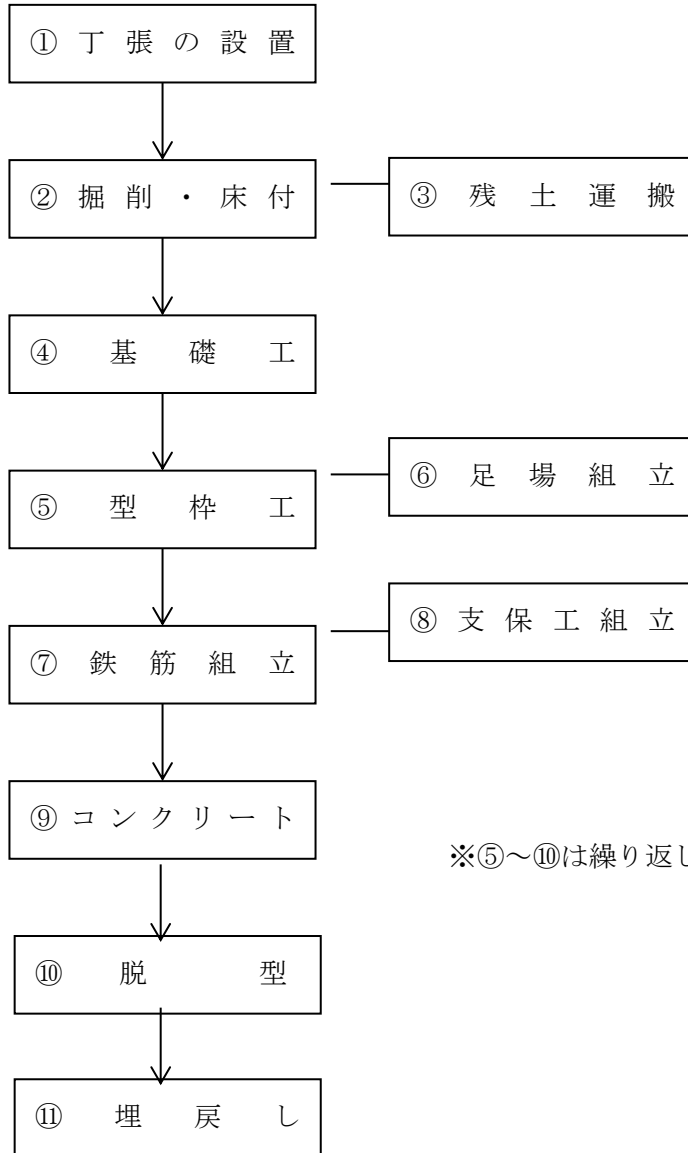 ① 丁張の設置
② 掘削・床付
③ 残土運搬
④ 基礎工
⑤ 型枠工
⑥ 足場組立
⑦ 鉄筋組立
⑧ 支保工組立
⑨コンクリート
※⑤～⑩は繰り返し
⑩ 脱型
⑪ 埋戻し